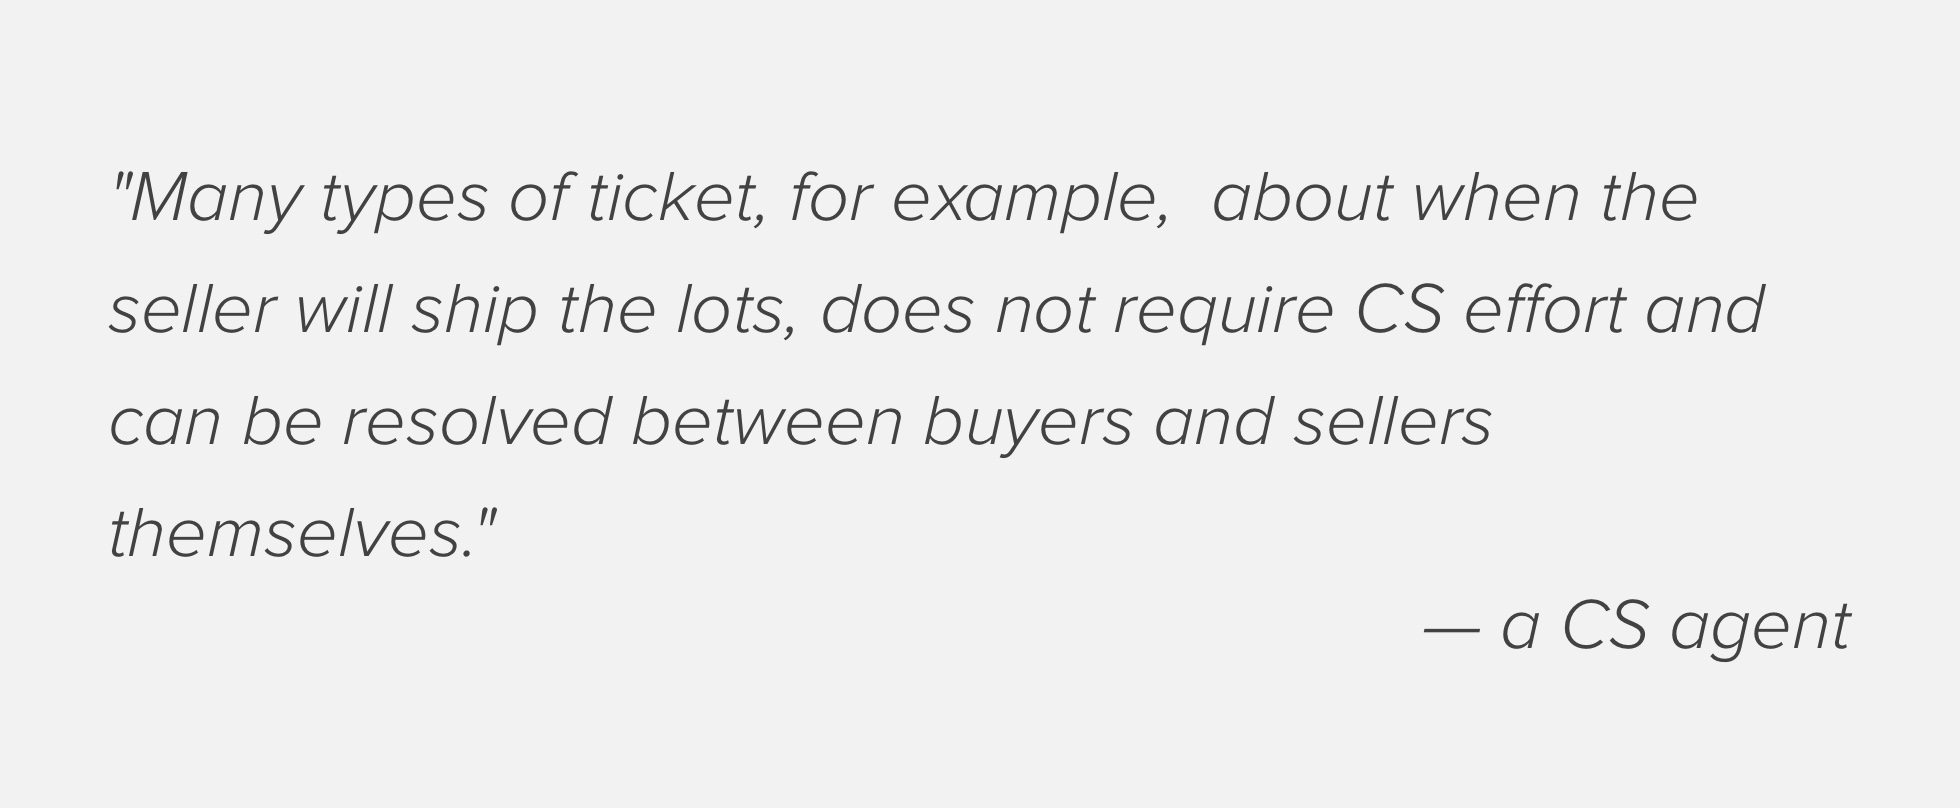 "Many types of ticket, for example,  about when the
seller will ship the lots, does not require CS effort and
can be resolved between buyers and sellers
themselves."
— a CS agent